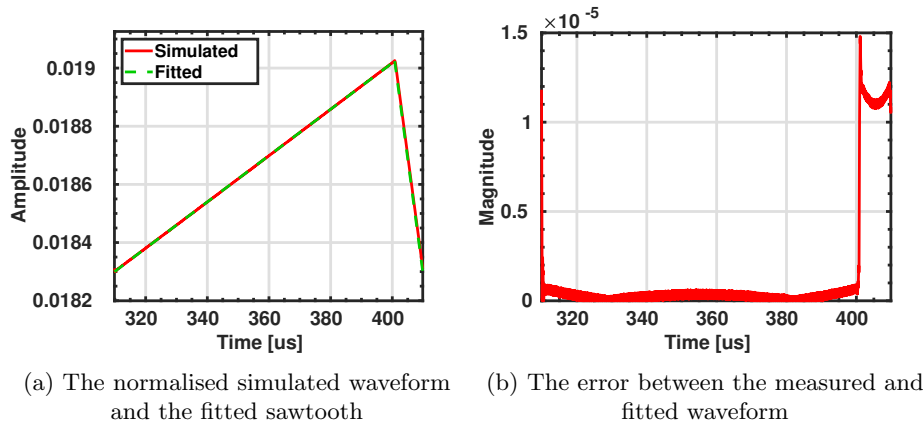 Simulated
Fitted
0.019
0.0188
0.0186
0.0184
0.0182
Amplitude
320 340 360 380 400
Time [us]
(a) The normalised simulated waveform
and the fitted sawtooth
×10 -5
1.5
1
0.5
0
Magnitude
320 340 360 380 400
Time [us]
(b) The error between the measured and
fitted waveform